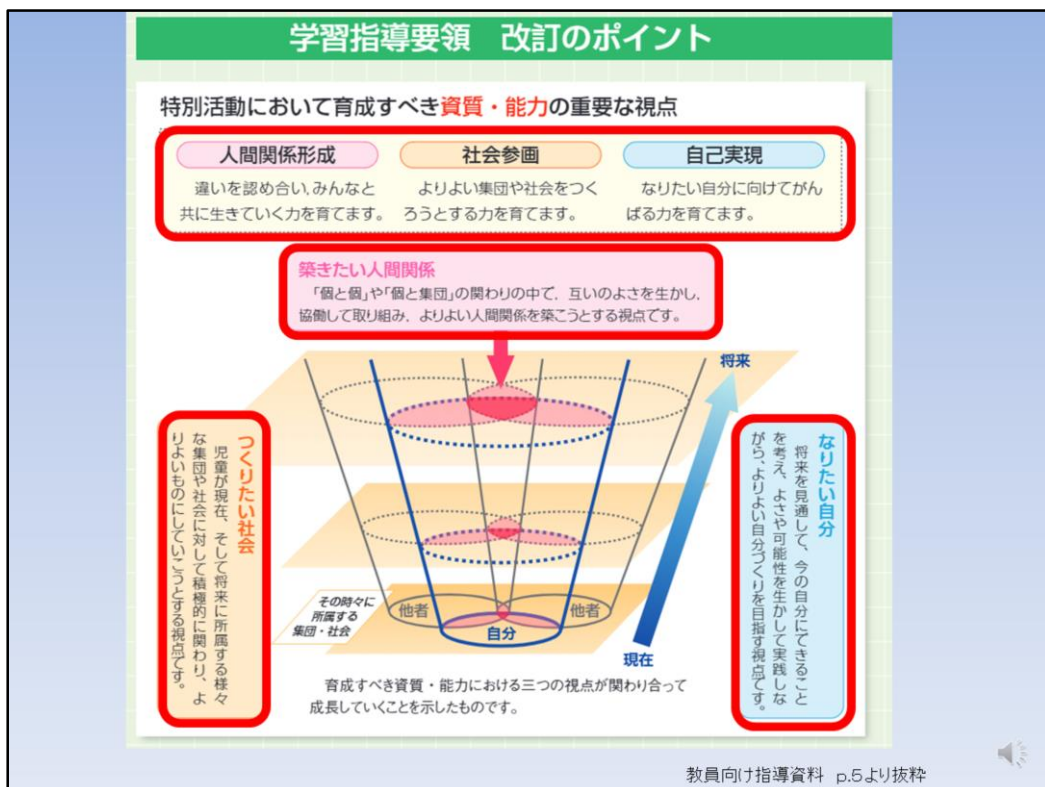 学習指導要領 改訂のポイント
特別活動において育成すべき資質・能力の重要な視点
人間関係形成
違いを認め合い、みんなと
共に生きていく力を育てます。
社会参画
よりよい集団や社会をつく
ろうとする力を育てます。
自己実現
なりたい自分に向けてがん
ばる力を育てます。
築きたい人間関係
「個と個」や「個と集団」の関わりの中で、互いのよさを生かし、
協働して取り組み、よりよい人間関係を築こうとする視点です。
将来
つくりたい社会
児童が現在、そして将来に所属する様々
な集団や社会に対して積極的に関わり、よ
りよいものにしていこうとする視点です。
なりたい自分
将来を見通して、今の自分にできること
を考え、よさや可能性を生かして実践しな
がら、よりよい自分づくりを目指す視点です。
その時々に
所属する
集団・社会
他者
自分
他者
現在
育成すべき資質・能力における三つの視点が関わり合って
成長していくことを示したものです。
教員向け指導資料 p.5より抜粋